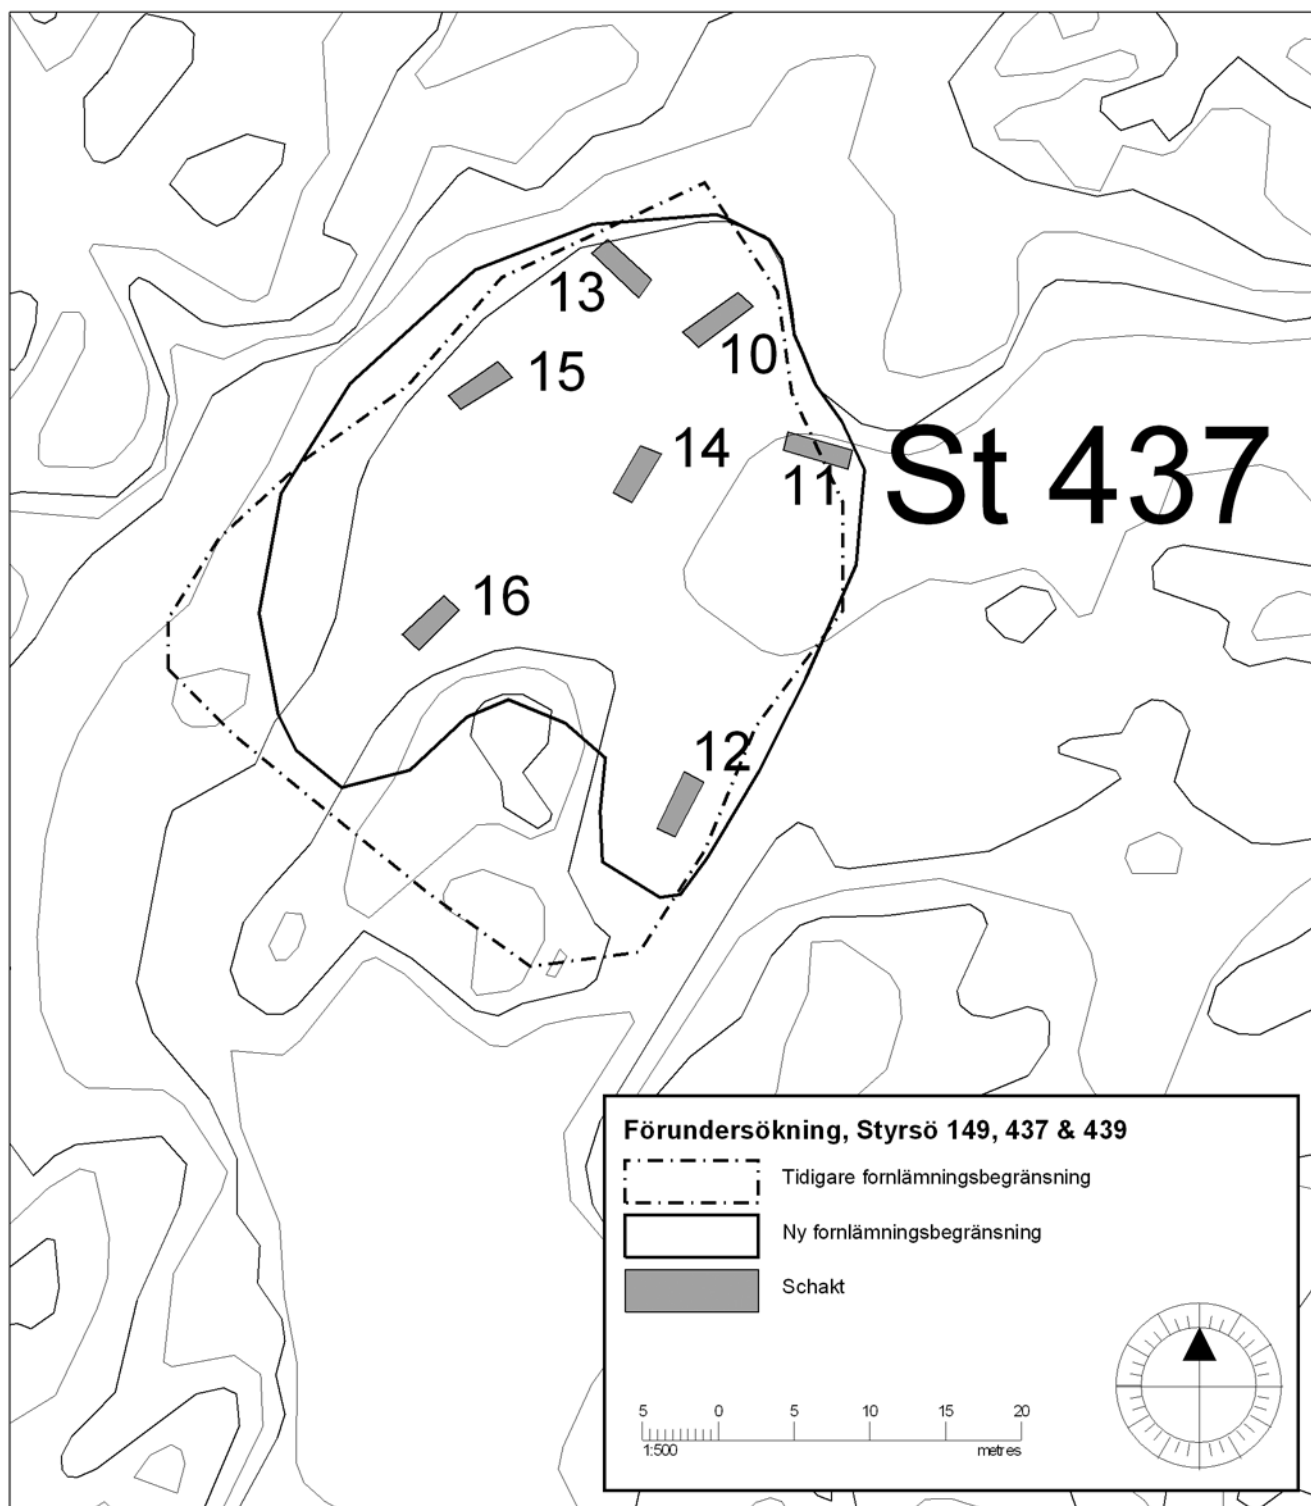 13
10
15
14
11
St 437
16
12
Förundersökning, Styrsö 149, 437 & 439
Tidigare fornlämningsbegränsning
Ny fornlämningsbegränsning
Schakt
5 0 5 10 15 20
1:500 metres